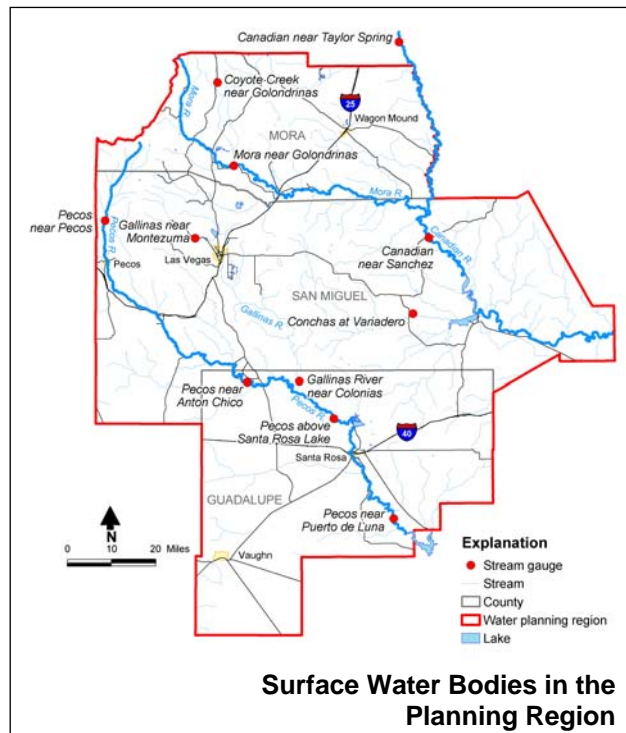 Canadian near Taylor Spring
Coyote Creek
near Golondrinas
Mora R.
25
Wagon Mound
MORA
Mora near Golondrinas
Mora R.
Pecos
near Pecos
Pecos R.
Gallinas near
Montezuma
Canadian R.
Pecos
Las Vegas
Canadian
near Sanchez
SAN MIGUEL
Gallinas R.
Conchas at Variadero
Pecos near
Anton Chico
Gallinas River
near Colonias
Pecos R.
Pecos above
Santa Rosa Lake
40
Santa Rosa
GUADALUPE
Pecos near
Puerto de Luna
N
0 10 20 Miles
Vaughn
Explanation
Stream gauge
Stream
County
Water planning region
Lake
Surface Water Bodies in the
Planning Region